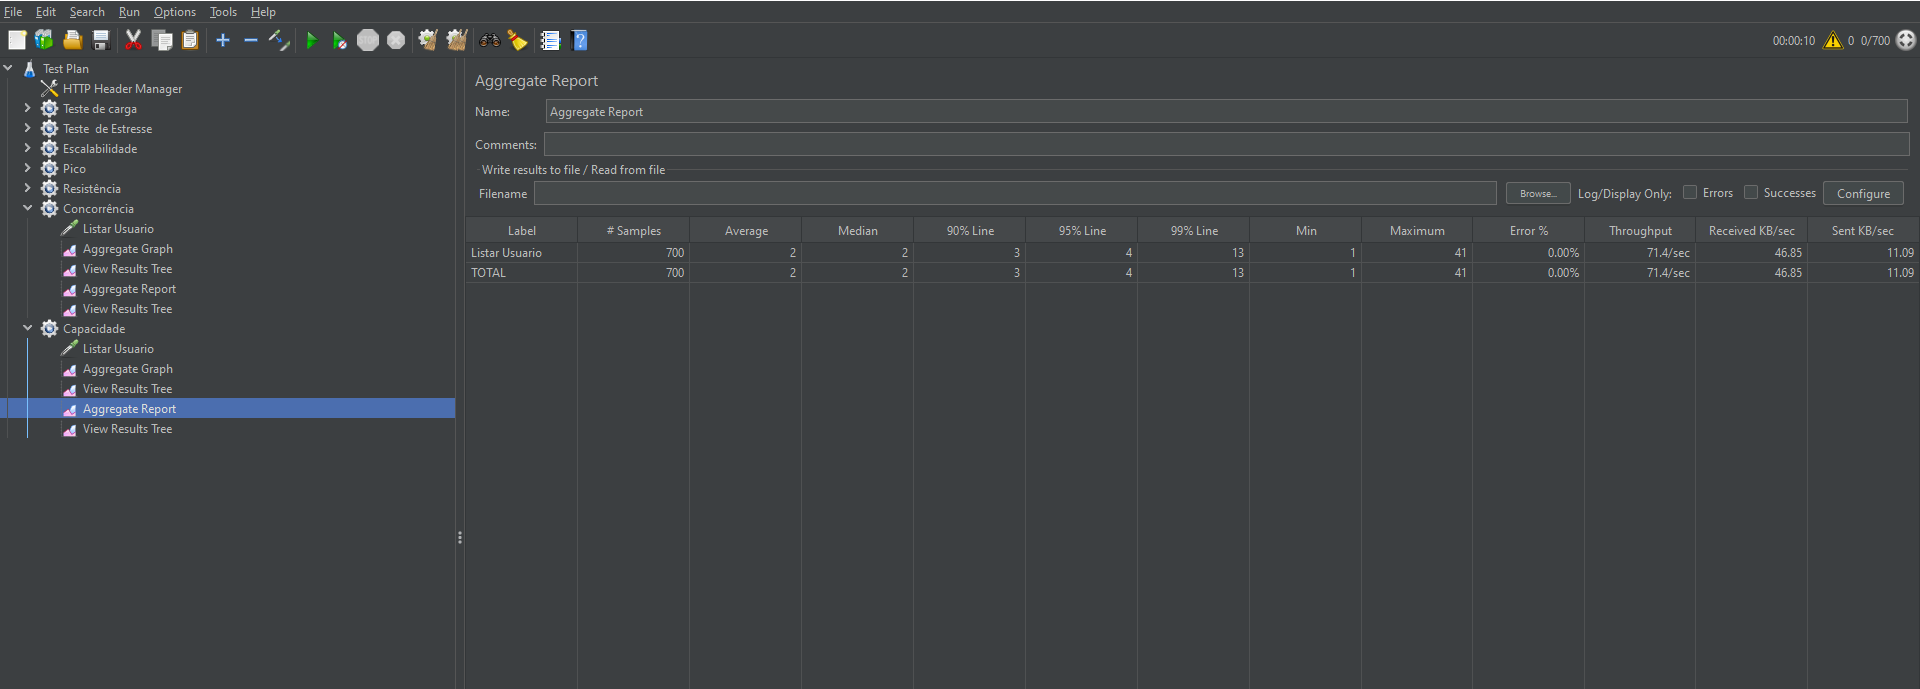 File Edit Search Run Options Tools Help
00:00:10 0 0/700
Test Plan
HTTP Header Manager
Teste de carga
Teste de Estresse
Escalabilidade
Pico
Resistência
Concorrência
Listar Usuario
Aggregate Graph
View Results Tree
Aggregate Report
View Results Tree
Capacidade
Listar Usuario
Aggregate Graph
View Results Tree
Aggregate Report
View Results Tree
Aggregate Report
Name: Aggregate Report
Comments:
Write results to file / Read from file
Filename Browse... Log/Display Only: Errors Successes Configure
Label # Samples Average Median 90% Line 95% Line 99% Line Min Maximum Error % Throughput Received KB/sec Sent KB/sec
Listar Usuario 700 2 2 3 4 13 1 41 0.00% 71.4/sec 46.85 11.09
TOTAL 700 2 2 3 4 13 1 41 0.00% 71.4/sec 46.85 11.09